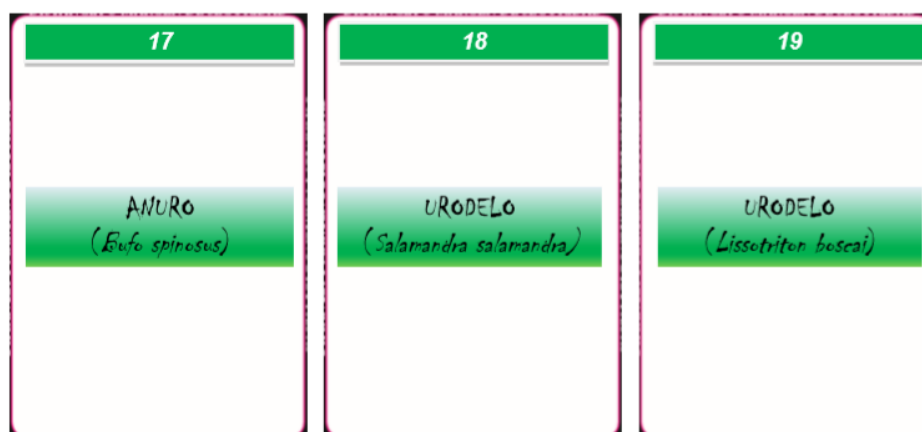 17
ANURO
(Bufo spinosus)
18
URODELO
(Salamandra salamandra)
19
URODELO
(Lissotriton boscai)